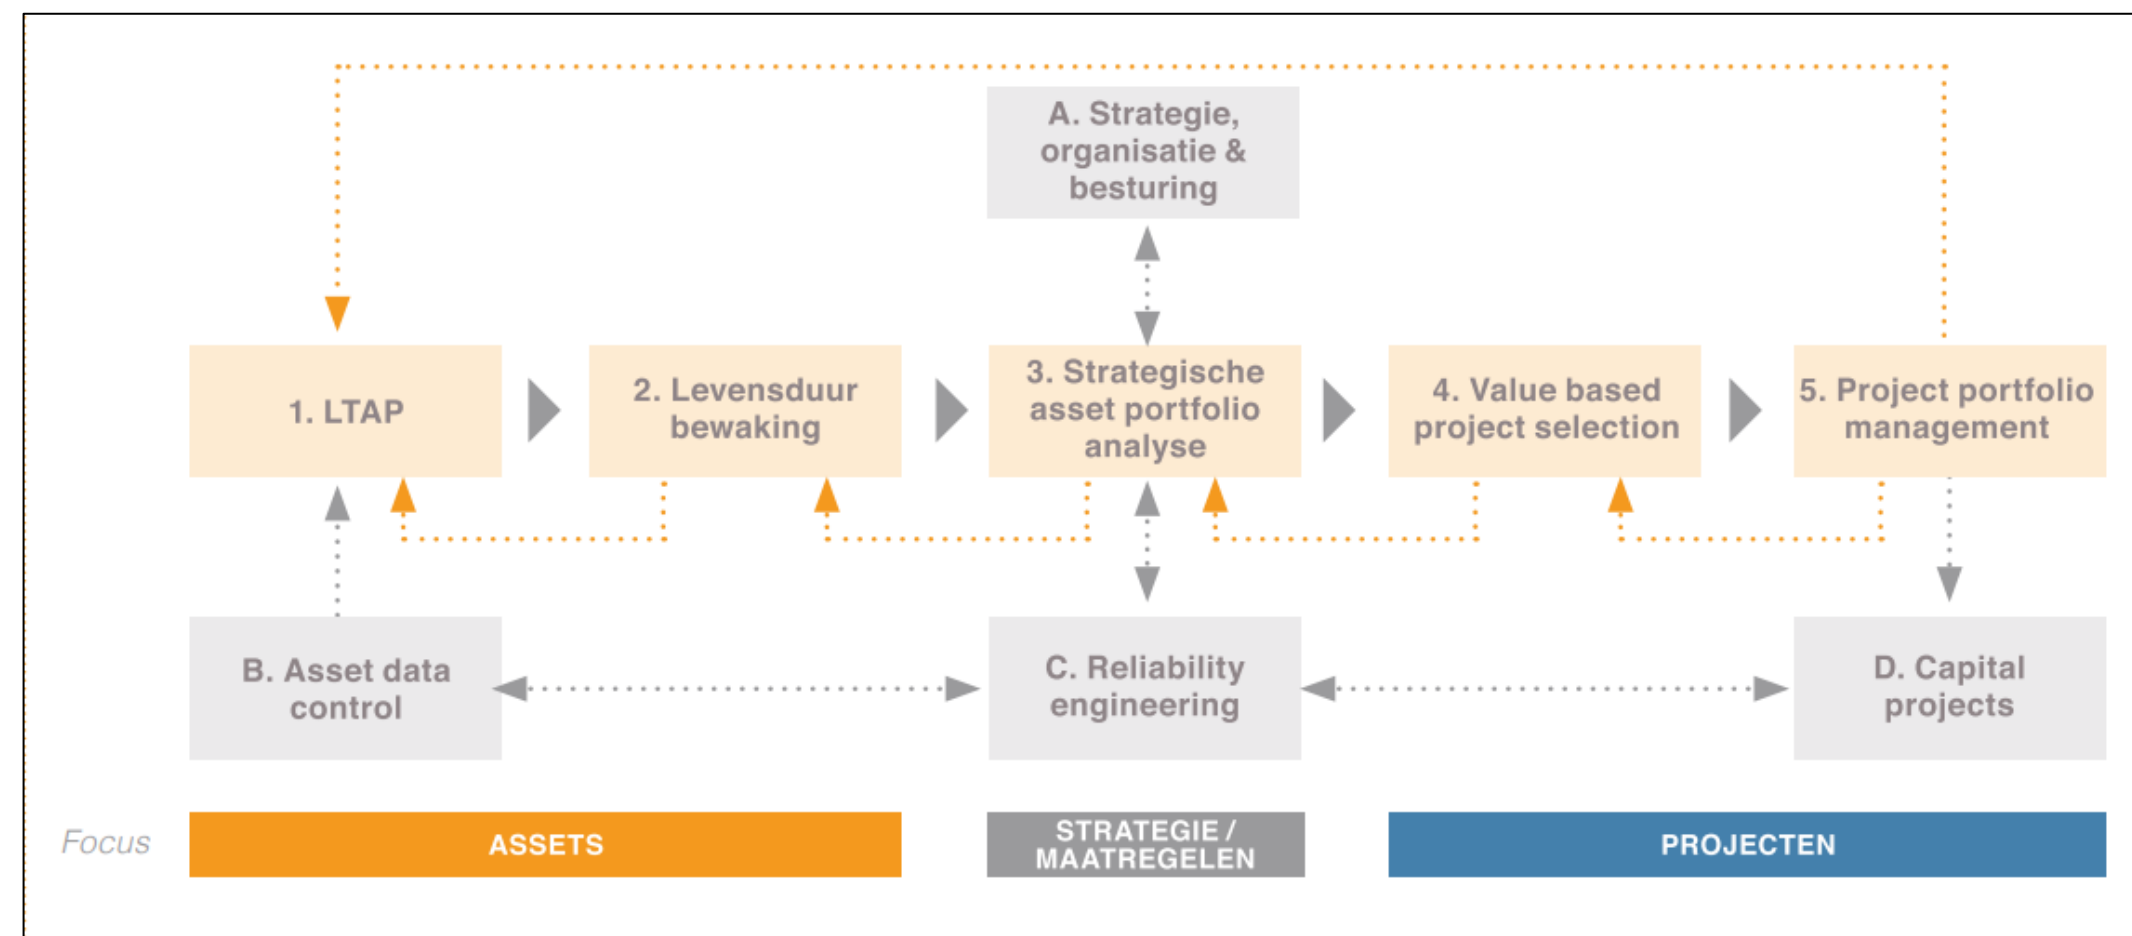 A. Strategie,
organisatie &
besturing
1. LTAP
2. Levensduur
bewaking
3. Strategische
asset portfolio
analyse
4. Value based
project selection
5. Project portfolio
management
B. Asset data
control
C. Reliability
engineering
D. Capital
projects
Focus
ASSETS
STRATEGIE /
MAATREGELEN
PROJECTEN